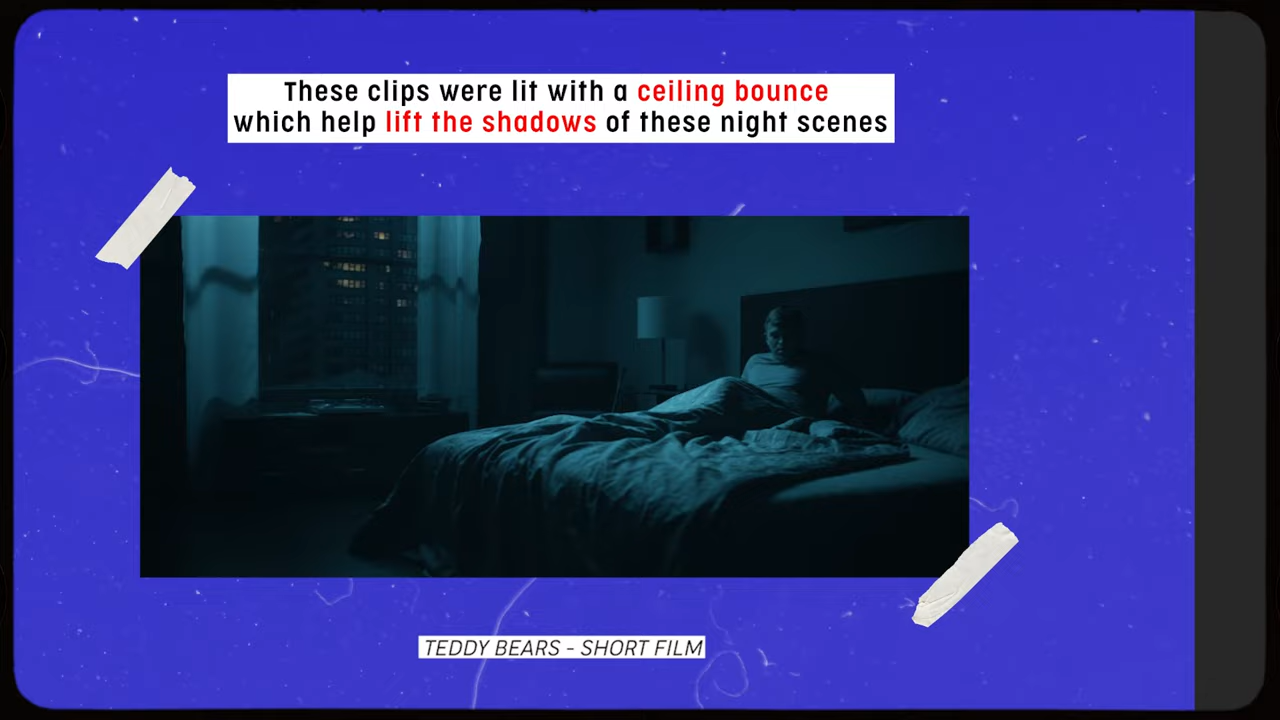 These clips were lit with a ceiling bounce
which help lift the shadows of these night scenes
TEDDY BEARS - SHORT FILM